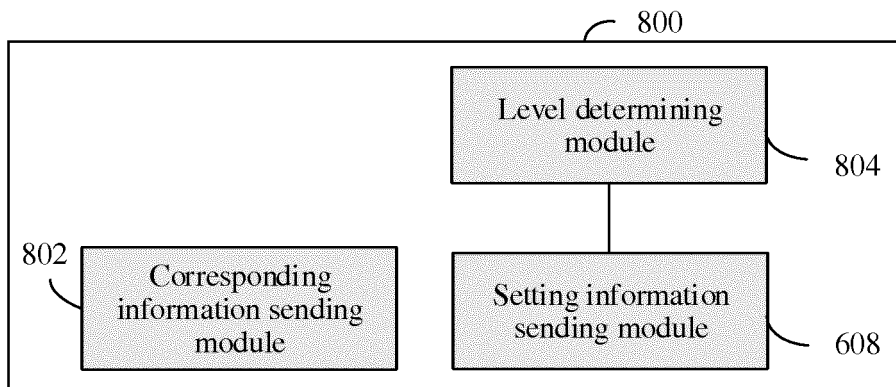 800
Level determining
module
804
802
Corresponding
information sending
module
Setting information
sending module
608